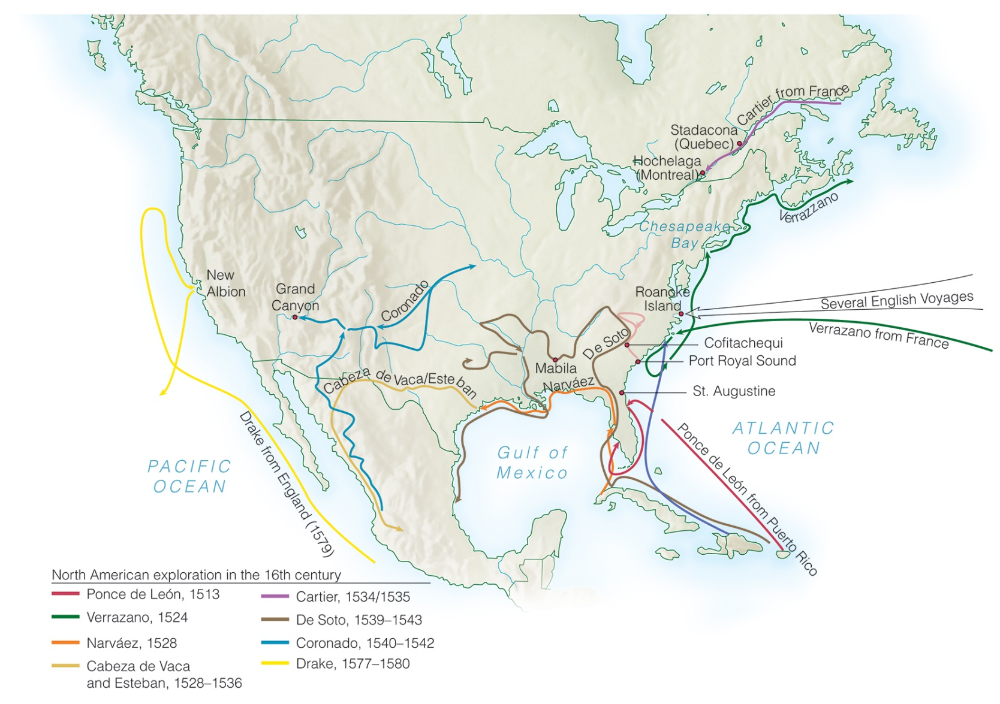 Cartier from France
Stadacona
(Quebec)
Hochelaga
(Montreal)
Verrazzano
Chesapeake
Bay
New
Albion
Grand
Canyon
Coronado
Roanoke
Island
Several English Voyages
Verrazano from France
De Soto
Cofitachequi
Port Royal Sound
Mabila
Narváez
Cabeza de Vaca/Este ban
St. Augustine
Drake from England (1579)
PACIFIC
OCEAN
Gulf of
Mexico
ATLANTIC
OCEAN
Ponce de León from Puerto Rico
North American exploration in the 16th century
Ponce de León, 1513
Verrazano, 1524
Narváez, 1528
Cabeza de Vaca
and Esteban, 1528–1536
Cartier, 1534/1535
De Soto, 1539–1543
Coronado, 1540–1542
Drake, 1577–1580